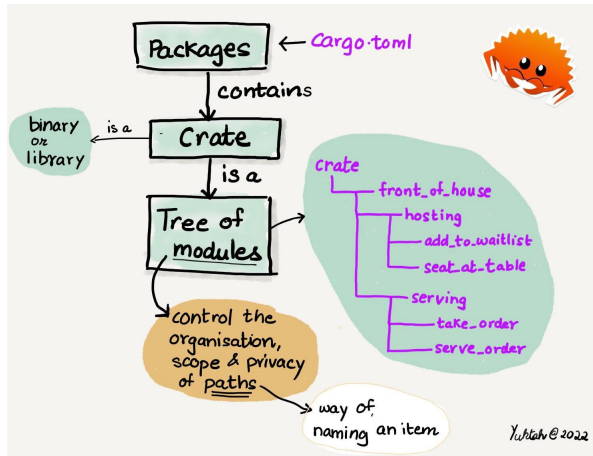 Packages
Cargo.toml
contains
binary
or
library
is a
Crate
is a
Tree of
modules
crate
front_of_house
hosting
add_to_waitlist
seat_at_table
serving
take_order
serve_order
control the
organisation,
scope & privacy
of paths
way of
naming an item
@2022